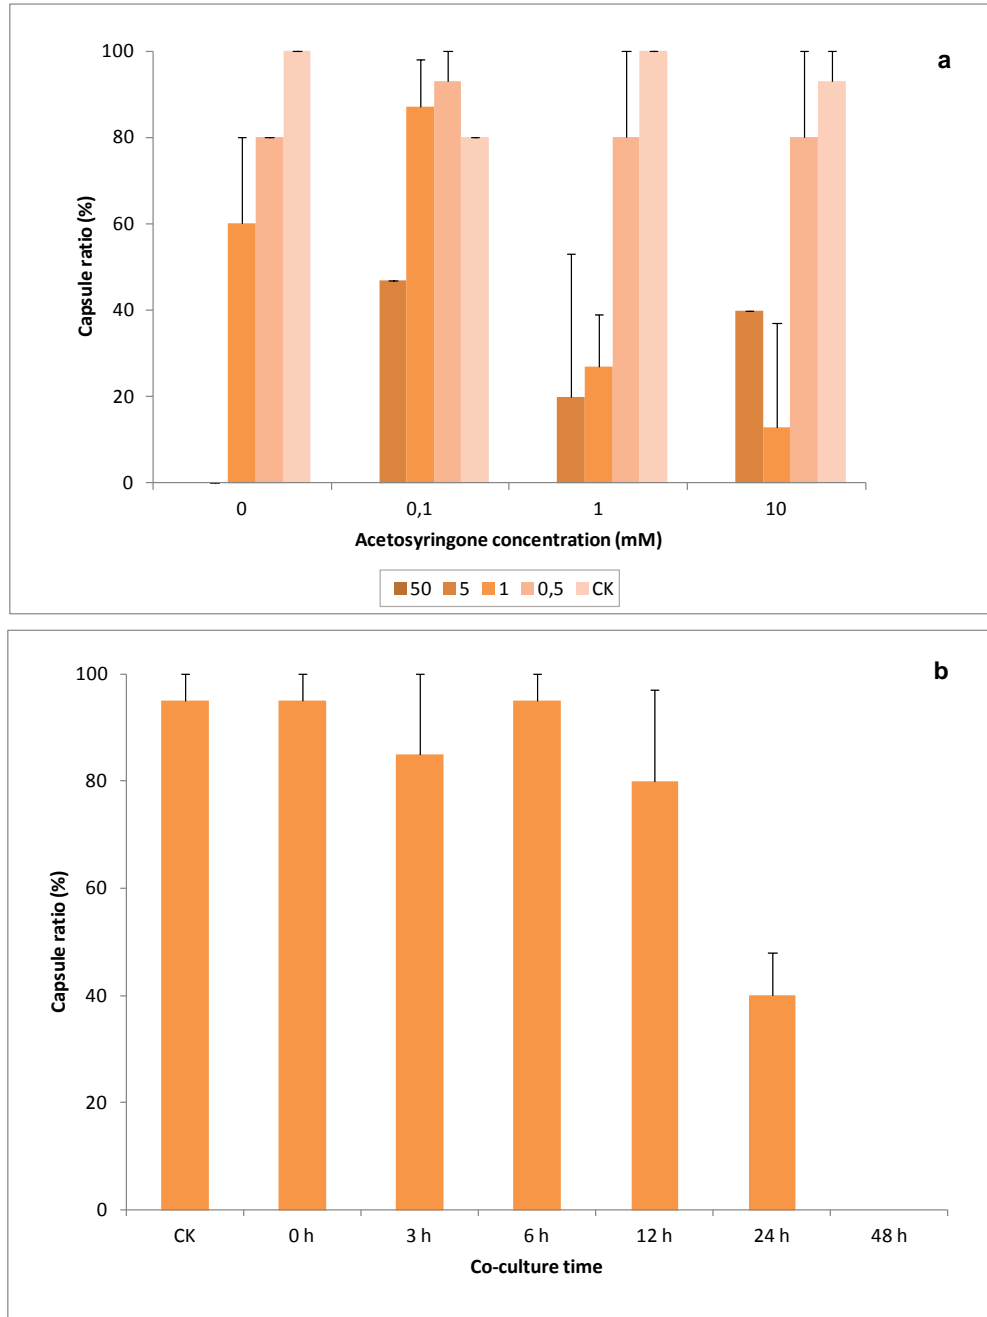 a
100
80
60
40
20
0
Capsule ratio (%)
0 0,1 1 10
Acetosyringone concentration (mM)
50 5 1 0,5 CK
b
100
80
60
40
20
0
Capsule ratio (%)
CK 0 h 3 h 6 h 12 h 24 h 48 h
Co-culture time